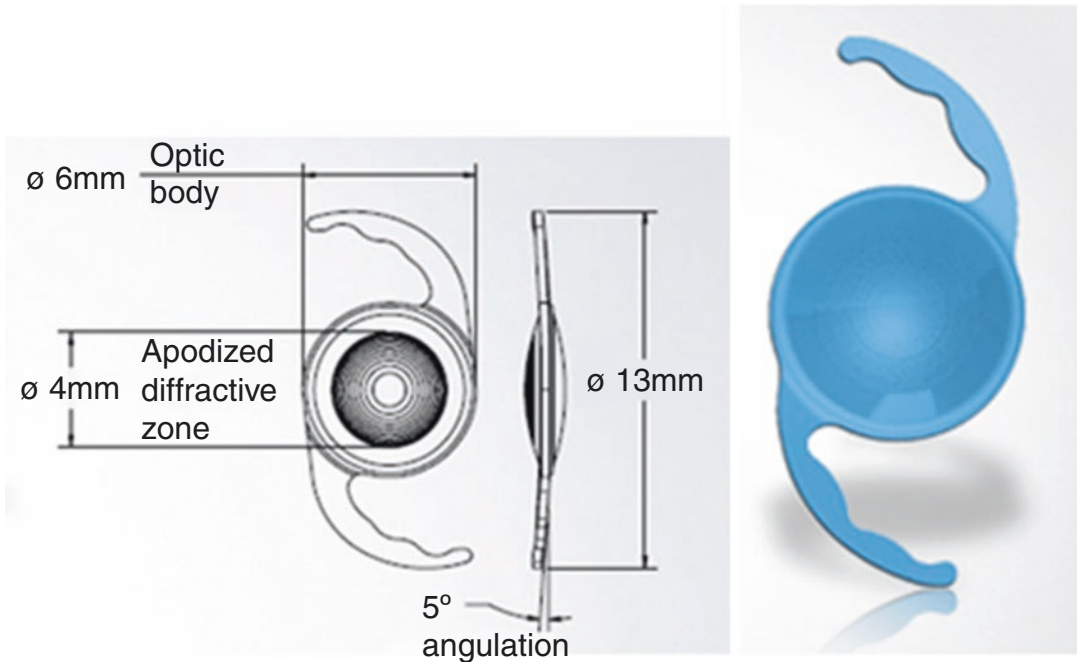 ø 6mm
Optic
body
ø 4mm
Apodized
diffractive
zone
ø 13mm
5º
angulation